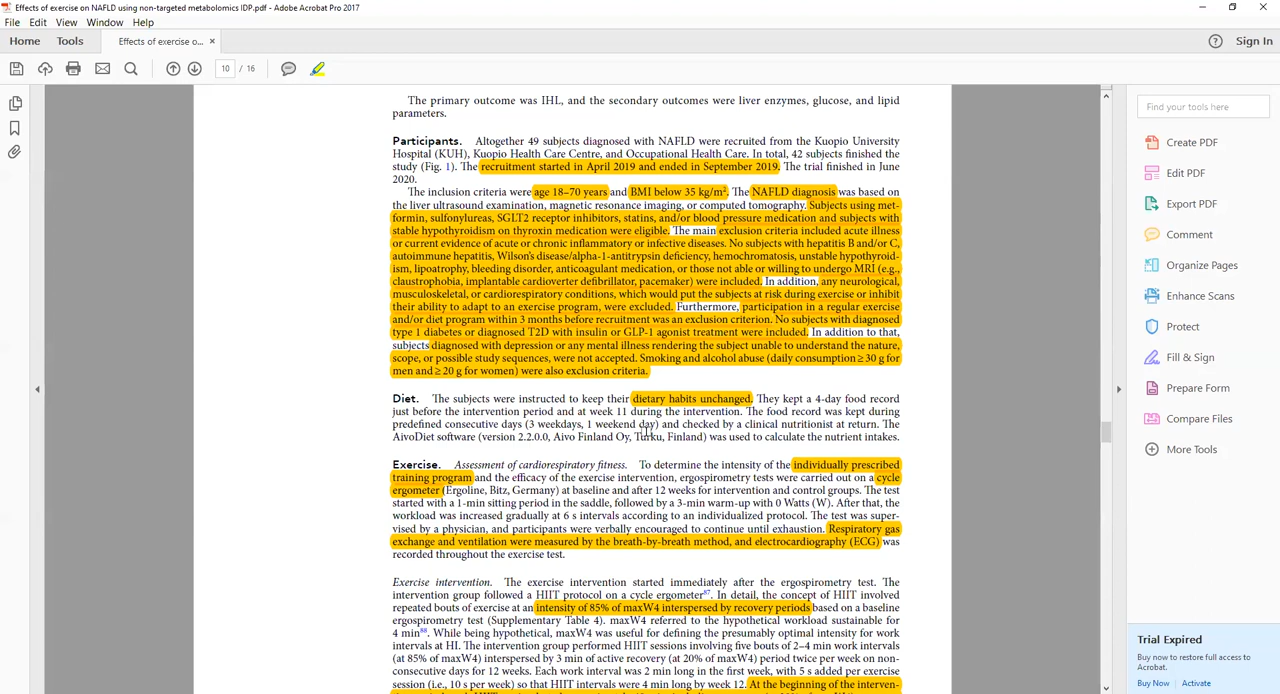 Effects of exercise on NAFLD using non-targeted metabolomics IDP.pdf - Adobe Acrobat Pro 2017
File Edit View Window Help
Home Tools Effects of exercise o... × Sign In
10 / 16
The primary outcome was IHL, and the secondary outcomes were liver enzymes, glucose, and lipid
parameters.
Participants. Altogether 49 subjects diagnosed with NAFLD were recruited from the Kuopio University
Hospital (KUH), Kuopio Health Care Centre, and Occupational Health Care. In total, 42 subjects finished the
study (Fig. 1). The recruitment started in April 2019 and ended in September 2019. The trial finished in June
2020.
The inclusion criteria were age 18–70 years and BMI below 35 kg/m². The NAFLD diagnosis was based on
the liver ultrasound examination, magnetic resonance imaging, or computed tomography. Subjects using met-
formin, sulfonylureas, SGLT2 receptor inhibitors, statins, and/or blood pressure medication and subjects with
stable hypothyroidism on thyroxin medication were eligible. The main exclusion criteria included acute illness
or current evidence of acute or chronic inflammatory or infective diseases. No subjects with hepatitis B and/or C,
autoimmune hepatitis, Wilson's disease/alpha-1-antitrypsin deficiency, hemochromatosis, unstable hypothyroid-
ism, lipoatrophy, bleeding disorder, anticoagulant medication, or those not able or willing to undergo MRI (e.g.,
claustrophobia, implantable cardioverter defibrillator, pacemaker) were included. In addition, any neurological,
musculoskeletal, or cardiorespiratory conditions, which would put the subjects at risk during exercise or inhibit
their ability to adapt to an exercise program, were excluded. Furthermore, participation in a regular exercise
and/or diet program within 3 months before recruitment was an exclusion criterion. No subjects with diagnosed
type 1 diabetes or diagnosed T2D with insulin or GLP-1 agonist treatment were included. In addition to that,
subjects diagnosed with depression or any mental illness rendering the subject unable to understand the nature,
scope, or possible study sequences, were not accepted. Smoking and alcohol abuse (daily consumption ≥ 30 g for
men and ≥ 20 g for women) were also exclusion criteria.
Diet. The subjects were instructed to keep their dietary habits unchanged. They kept a 4-day food record
just before the intervention period and at week 11 during the intervention. The food record was kept during
predefined consecutive days (3 weekdays, 1 weekend day) and checked by a clinical nutritionist at return. The
AivoDiet software (version 2.2.0.0, Aivo Finland Oy, Turku, Finland) was used to calculate the nutrient intakes.
Exercise. Assessment of cardiorespiratory fitness. To determine the intensity of the individually prescribed
training program and the efficacy of the exercise intervention, ergospirometry tests were carried out on a cycle
ergometer (Ergoline, Bitz, Germany) at baseline and after 12 weeks for intervention and control groups. The test
started with a 1-min sitting period in the saddle, followed by a 3-min warm-up with 0 Watts (W). After that, the
workload was increased gradually at 6 s intervals according to an individualized protocol. The test was super-
vised by a physician, and participants were verbally encouraged to continue until exhaustion. Respiratory gas
exchange and ventilation were measured by the breath-by-breath method, and electrocardiography (ECG) was
recorded throughout the exercise test.
Exercise intervention. The exercise intervention started immediately after the ergospirometry test. The
intervention group followed a HIIT protocol on a cycle ergometer87. In detail, the concept of HIIT involved
repeated bouts of exercise at an intensity of 85% of maxW4 interspersed by recovery periods based on a baseline
ergospirometry test (Supplementary Table 4). maxW4 referred to the hypothetical workload sustainable for
4 min88. While being hypothetical, maxW4 was useful for defining the presumably optimal intensity for work
intervals at HI. The intervention group performed HIIT sessions involving five bouts of 2–4 min work intervals
(at 85% of maxW4) interspersed by 3 min of active recovery (at 20% of maxW4) period twice per week on non-
consecutive days for 12 weeks. Each work interval was 2 min long in the first week, with 5 s added per exercise
session (i.e., 10 s per week) so that HIIT intervals were 4 min long by week 12. At the beginning of the interven-
Find your tools here
Create PDF
Edit PDF
Export PDF
Comment
Organize Pages
Enhance Scans
Protect
Fill & Sign
Prepare Form
Compare Files
More Tools
Trial Expired
Buy now to restore full access to
Acrobat.
Buy Now Activate